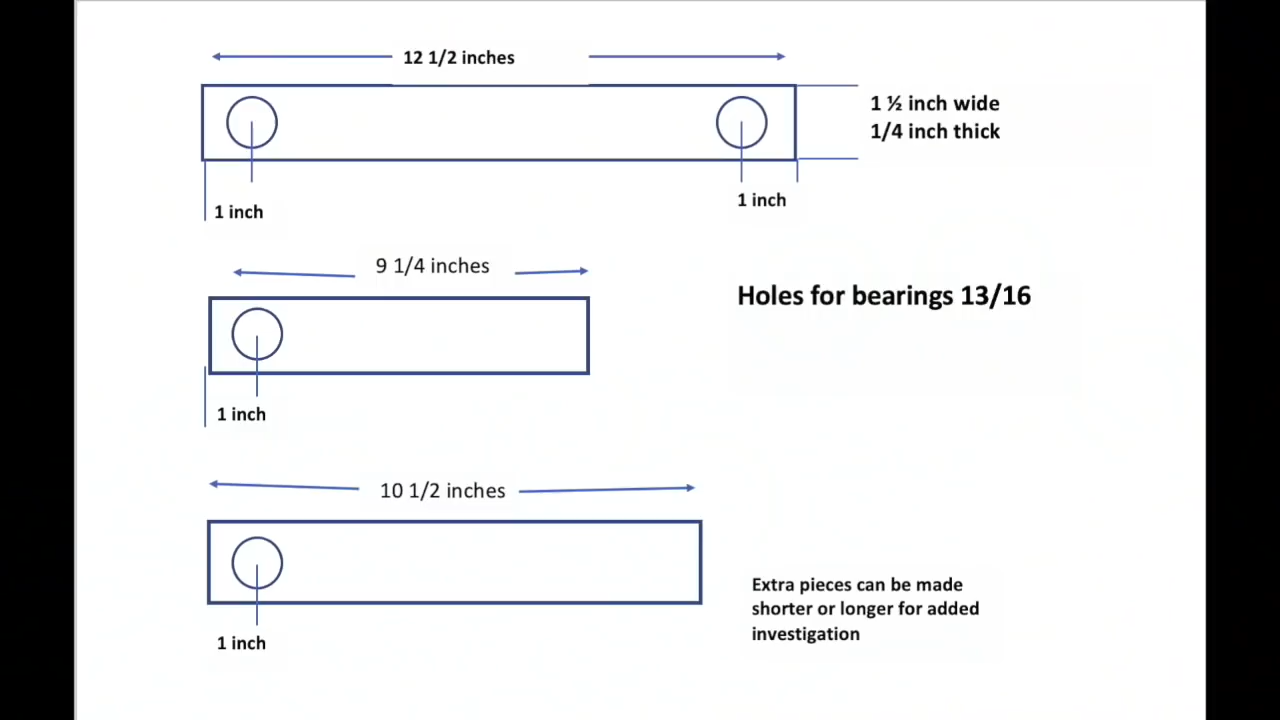 12 1/2 inches
1 ½ inch wide
1/4 inch thick
1 inch
1 inch
9 1/4 inches
Holes for bearings 13/16
1 inch
10 1/2 inches
Extra pieces can be made
shorter or longer for added
investigation
1 inch